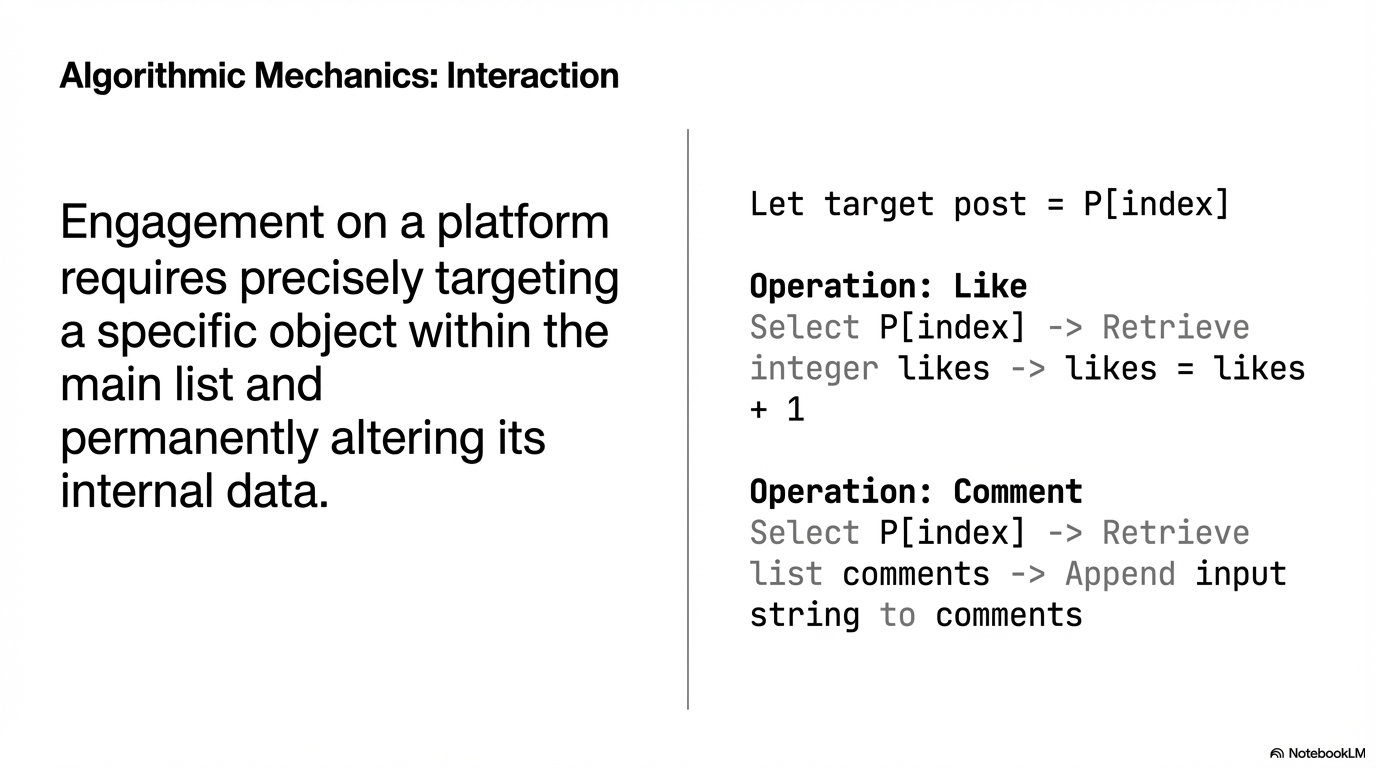 Algorithmic Mechanics: Interaction
Engagement on a platform
requires precisely targeting
a specific object within the
main list and
permanently altering its
internal data.
Let target post = P[index]
Operation: Like
Select P[index] -> Retrieve
integer likes -> likes = likes
+ 1
Operation: Comment
Select P[index] -> Retrieve
list comments -> Append input
string to comments
NotebookLM